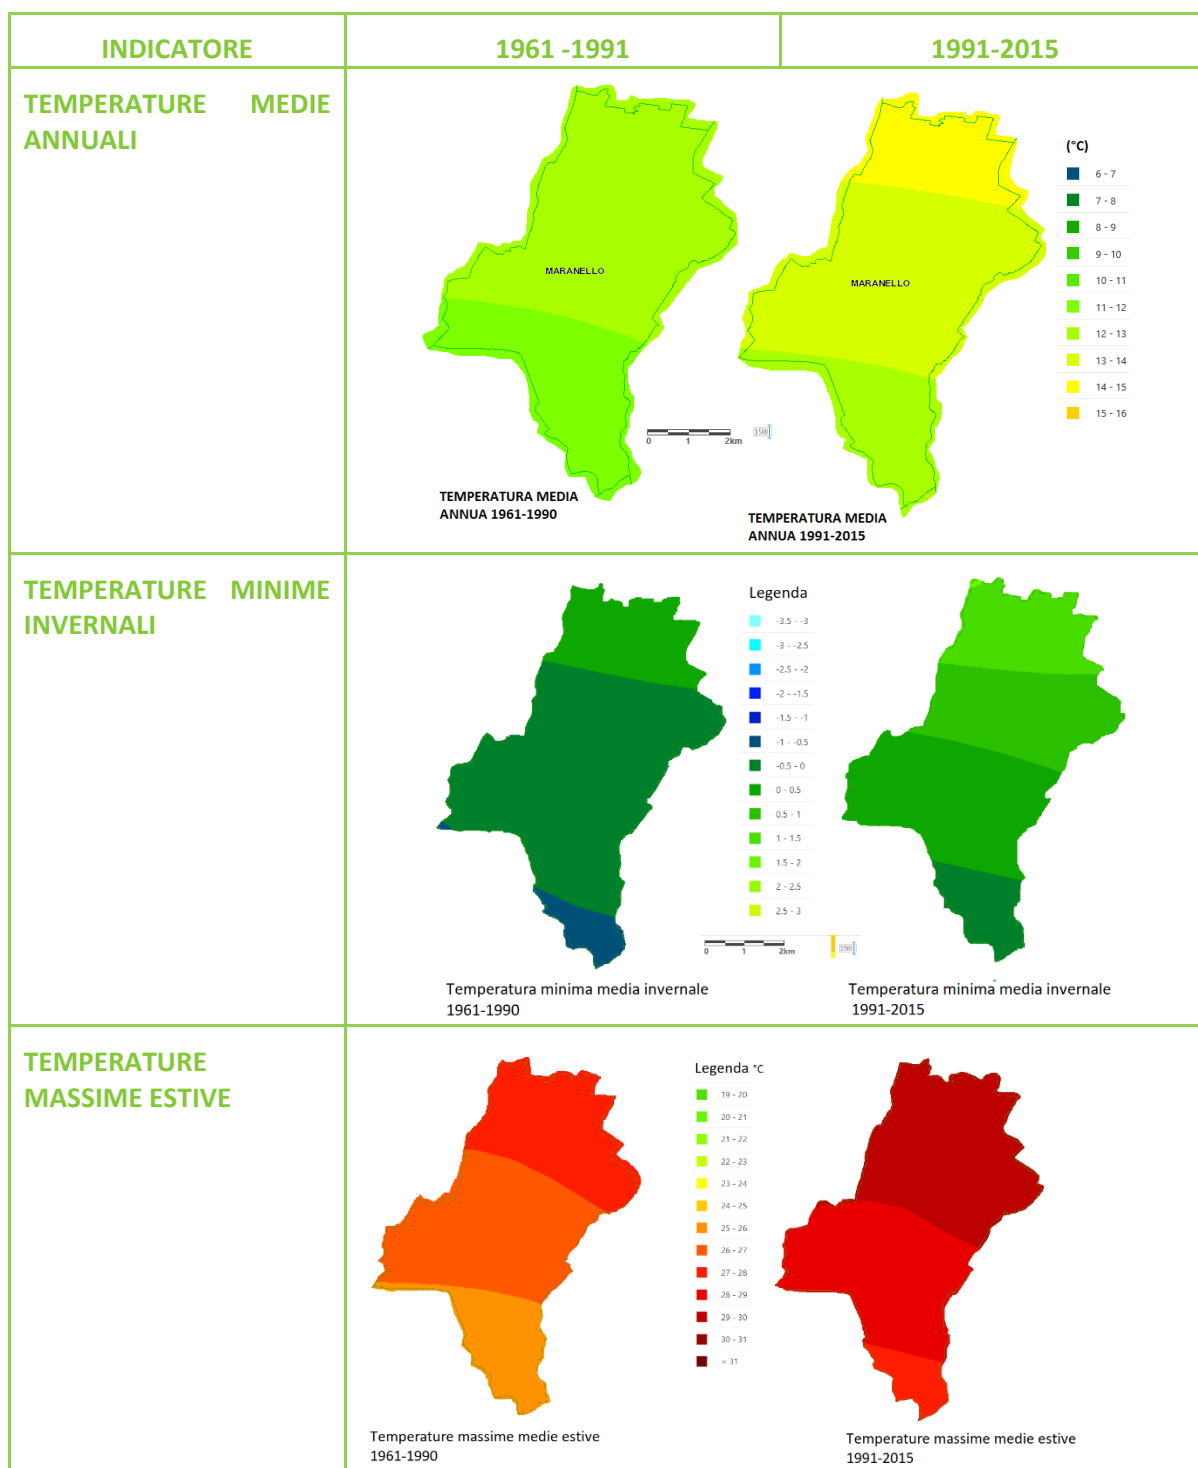 INDICATORE
1961 -1991
1991-2015
TEMPERATURE MEDIE
ANNUALI
MARANELLO
MARANELLO
(°C)
6 - 7
7 - 8
8 - 9
9 - 10
10 - 11
11 - 12
12 - 13
13 - 14
14 - 15
15 - 16
0 1 2km
1500
TEMPERATURA MEDIA
ANNUA 1961-1990
TEMPERATURA MEDIA
ANNUA 1991-2015
TEMPERATURE MINIME
INVERNALI
Legenda
-3.5 - -3
-3 - -2.5
-2.5 - -2
-2 - -1.5
-1.5 - -1
-1 - -0.5
-0.5 - 0
0 - 0.5
0.5 - 1
1 - 1.5
1.5 - 2
2 - 2.5
2.5 - 3
0 1 2km
1500
Temperatura minima media invernale
1961-1990
Temperatura minima media invernale
1991-2015
TEMPERATURE
MASSIME ESTIVE
Legenda °C
19 - 20
20 - 21
21 - 22
22 - 23
23 - 24
24 - 25
25 - 26
26 - 27
27 - 28
28 - 29
29 - 30
30 - 31
> 31
Temperature massime medie estive
1961-1990
Temperature massime medie estive
1991-2015